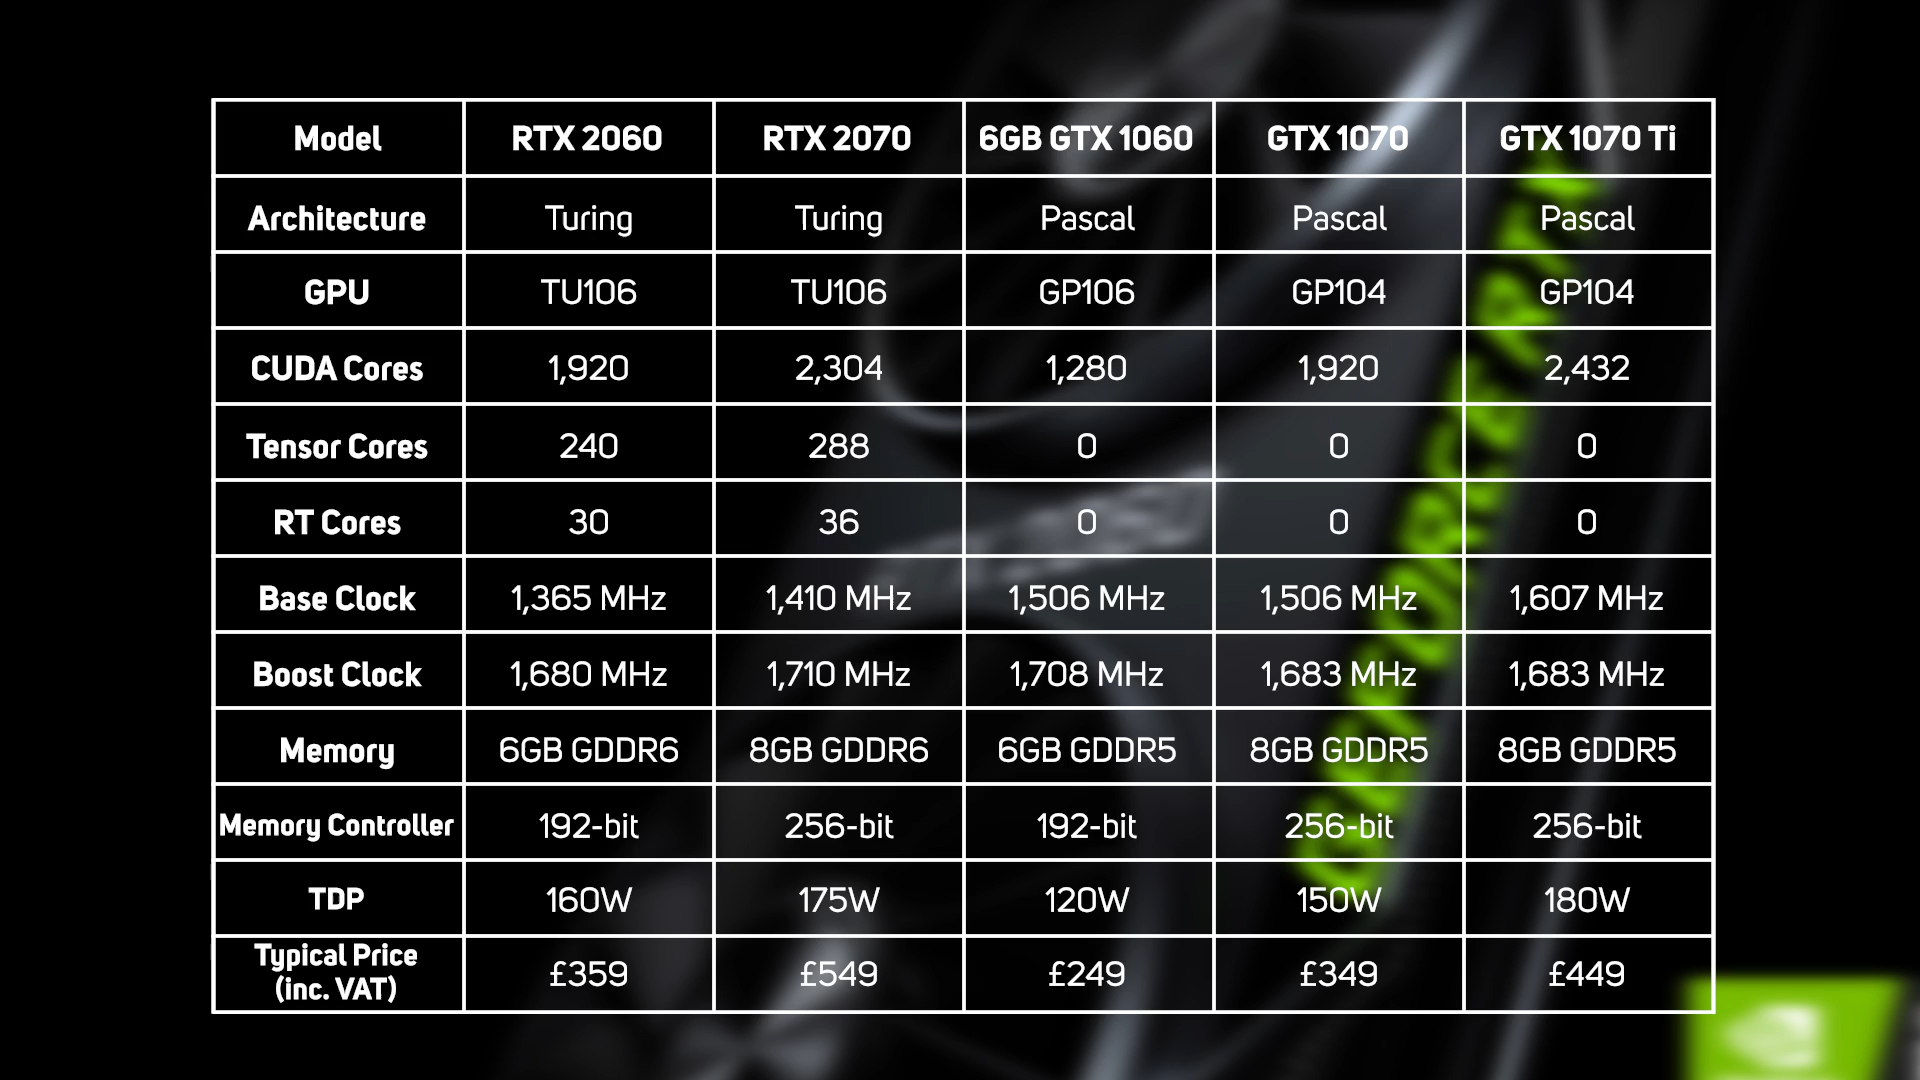 Model RTX 2060 RTX 2070 6GB GTX 1060 GTX 1070 GTX 1070 Ti
Architecture Turing Turing Pascal Pascal Pascal
GPU TU106 TU106 GP106 GP104 GP104
CUDA Cores 1,920 2,304 1,280 1,920 2,432
Tensor Cores 240 288 0 0 0
RT Cores 30 36 0 0 0
Base Clock 1,365 MHz 1,410 MHz 1,506 MHz 1,506 MHz 1,607 MHz
Boost Clock 1,680 MHz 1,710 MHz 1,708 MHz 1,683 MHz 1,683 MHz
Memory 6GB GDDR6 8GB GDDR6 6GB GDDR5 8GB GDDR5 8GB GDDR5
Memory Controller 192-bit 256-bit 192-bit 256-bit 256-bit
TDP 160W 175W 120W 150W 180W
Typical Price
(inc. VAT) £359 £549 £249 £349 £449
GEFORCE RTX